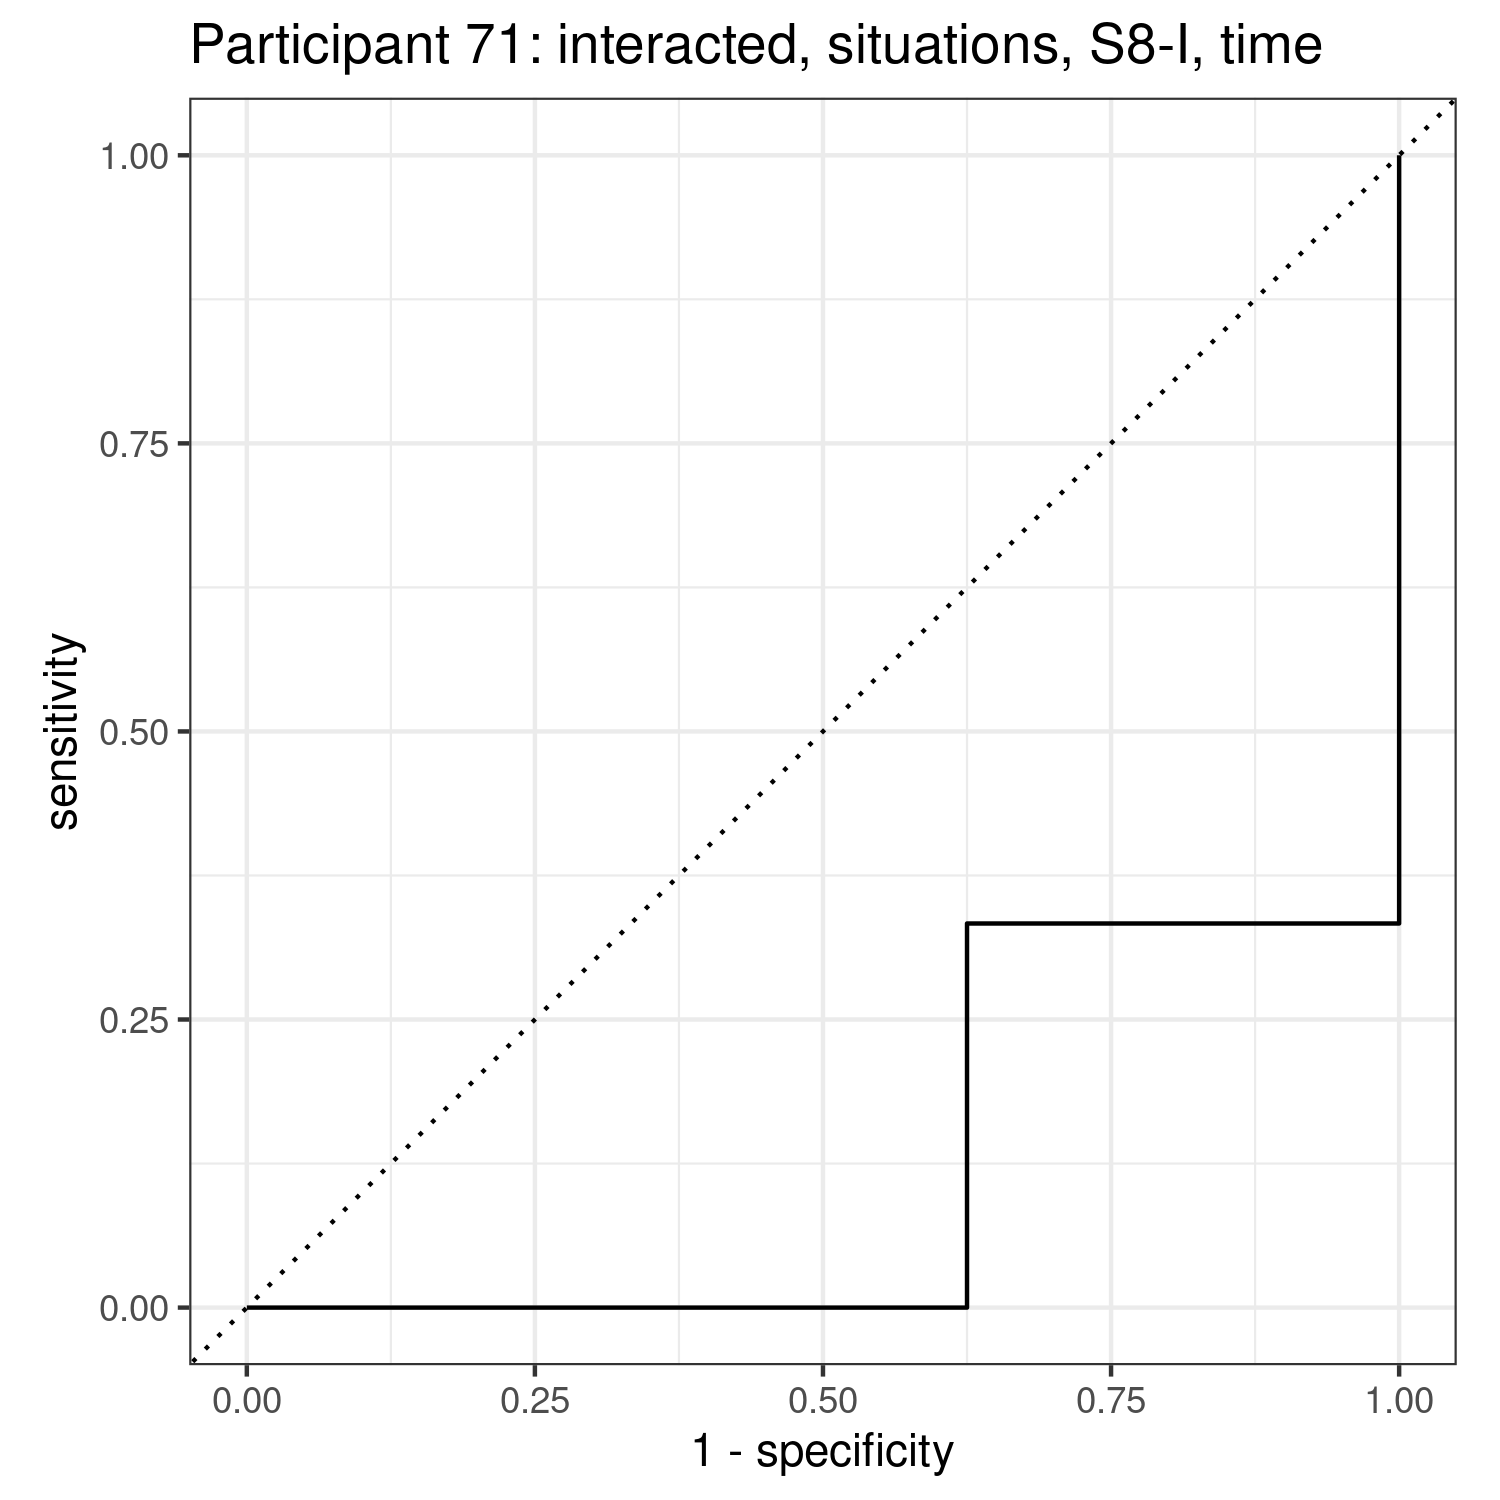 Participant 71: interacted, situations, S8-I, time
1.00
0.75
0.50
0.25
0.00
sensitivity
0.00 0.25 0.50 0.75 1.00
1 - specificity